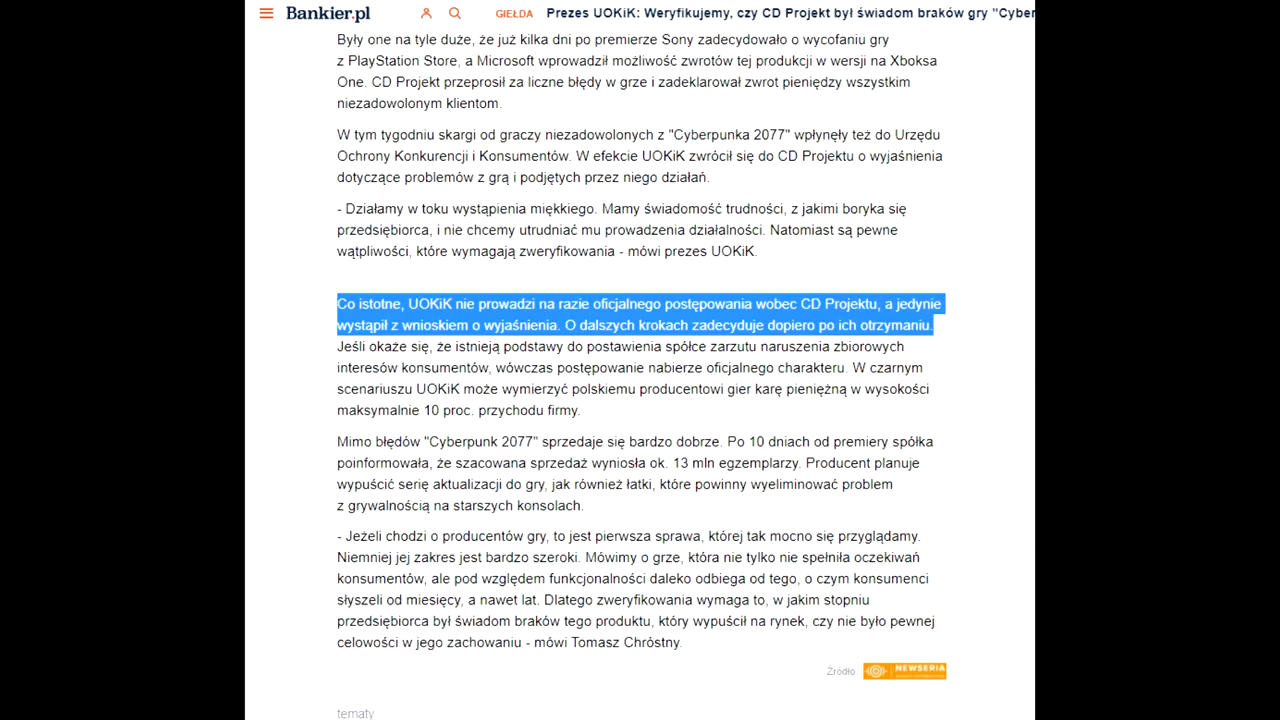 Bankier.pl GIEŁDA Prezes UOKiK: Weryfikujemy, czy CD Projekt był świadom braków gry "Cyber
Były one na tyle duże, że już kilka dni po premierze Sony zadecydowało o wycofaniu gry
z PlayStation Store, a Microsoft wprowadził możliwość zwrotów tej produkcji w wersji na Xboksa
One. CD Projekt przeprosił za liczne błędy w grze i zadeklarował zwrot pieniędzy wszystkim
niezadowolonym klientom.
W tym tygodniu skargi od graczy niezadowolonych z "Cyberpunka 2077" wpłynęły też do Urzędu
Ochrony Konkurencji i Konsumentów. W efekcie UOKiK zwrócił się do CD Projektu o wyjaśnienia
dotyczące problemów z grą i podjętych przez niego działań.
- Działamy w toku wystąpienia miękkiego. Mamy świadomość trudności, z jakimi boryka się
przedsiębiorca, i nie chcemy utrudniać mu prowadzenia działalności. Natomiast są pewne
wątpliwości, które wymagają zweryfikowania - mówi prezes UOKiK.
Co istotne, UOKiK nie prowadzi na razie oficjalnego postępowania wobec CD Projektu, a jedynie
wystąpił z wnioskiem o wyjaśnienia. O dalszych krokach zadecyduje dopiero po ich otrzymaniu.
Jeśli okaże się, że istnieją podstawy do postawienia spółce zarzutu naruszenia zbiorowych
interesów konsumentów, wówczas postępowanie nabierze oficjalnego charakteru. W czarnym
scenariuszu UOKiK może wymierzyć polskiemu producentowi gier karę pieniężną w wysokości
maksymalnie 10 proc. przychodu firmy.
Mimo błędów "Cyberpunk 2077" sprzedaje się bardzo dobrze. Po 10 dniach od premiery spółka
poinformowała, że szacowana sprzedaż wyniosła ok. 13 mln egzemplarzy. Producent planuje
wypuścić serię aktualizacji do gry, jak również łatki, które powinny wyeliminować problem
z grywalnością na starszych konsolach.
- Jeżeli chodzi o producentów gry, to jest pierwsza sprawa, której tak mocno się przyglądamy.
Niemniej jej zakres jest bardzo szeroki. Mówimy o grze, która nie tylko nie spełniła oczekiwań
konsumentów, ale pod względem funkcjonalności daleko odbiega od tego, o czym konsumenci
słyszeli od miesięcy, a nawet lat. Dlatego zweryfikowania wymaga to, w jakim stopniu
przedsiębiorca był świadom braków tego produktu, który wypuścił na rynek, czy nie było pewnej
celowości w jego zachowaniu - mówi Tomasz Chróstny.
Źródło: NEWSERIA
tematy